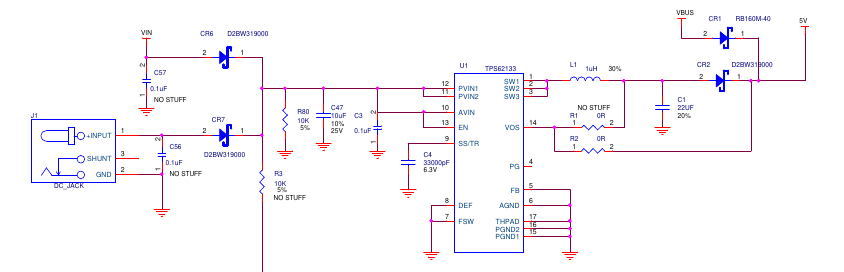 VIN
CR6 D2BW319000
2 1
2
C57
0.1uF
1
NO STUFF
J1
+INPUT 1
SHUNT 3
GND 2
DC_JACK
2
C56
0.1uF
1
NO STUFF
CR7
2 1
D2BW319000
R80
10K
5%
C47
10uF
10%
25V
R3
10K
5%
NO STUFF
2
C3
0.1uF
1
C4
33000pF
6.3V
U1 TPS62133
12 PVIN1
11 PVIN2
10 AVIN
13 EN
9 SS/TR
8 DEF
7 FSW
SW1 1
SW2 2
SW3 3
VOS 14
PG 4
FB 5
AGND 6
THPAD 17
PGND2 16
PGND1 15
L1 1uH 30%
NO STUFF
R1 0R
1 2
R2 0R
1 2
C1
22UF
20%
VBUS
CR1 RB160M-40
2 1
CR2 D2BW319000
2 1
5V